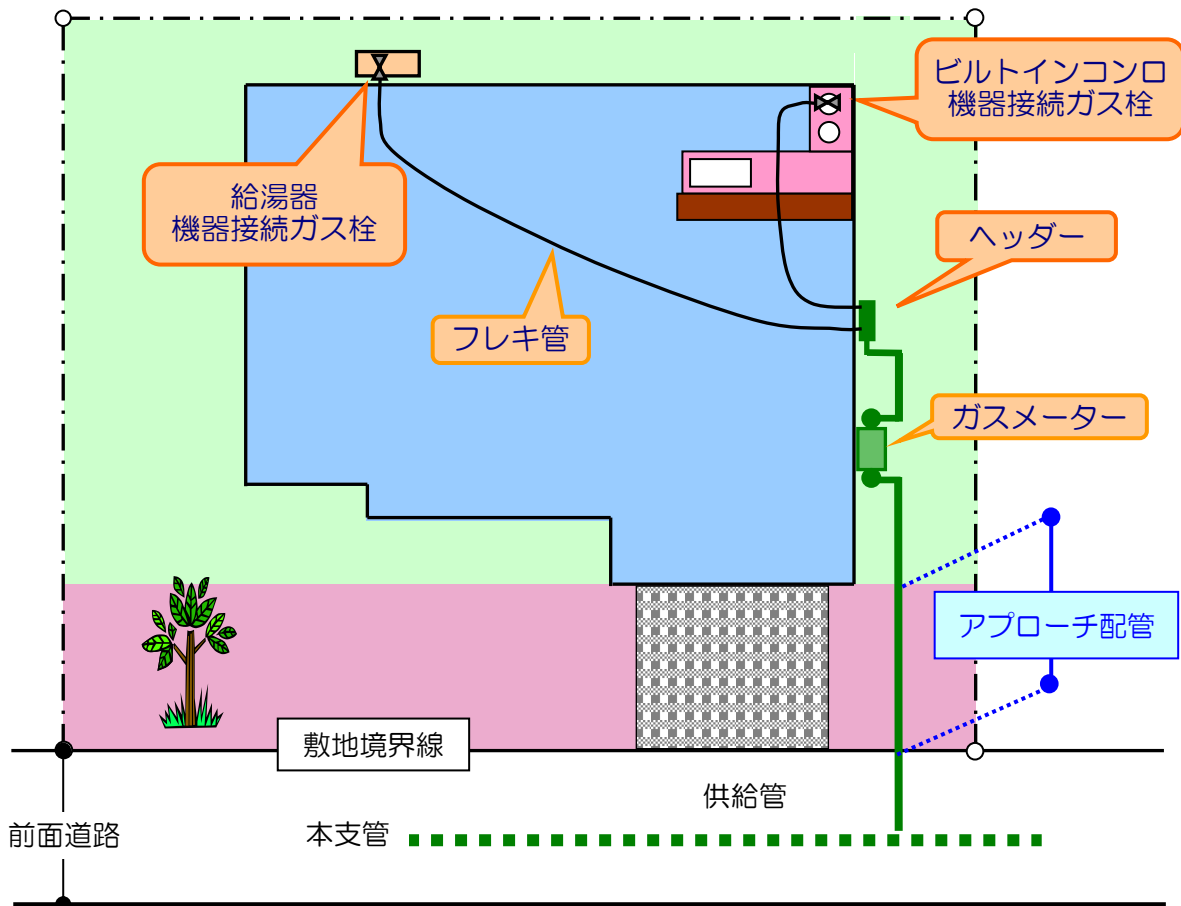 ビルトインコンロ
機器接続ガス栓
給湯器
機器接続ガス栓
ヘッダー
フレキ管
ガスメーター
アプローチ配管
敷地境界線
供給管
前面道路
本支管